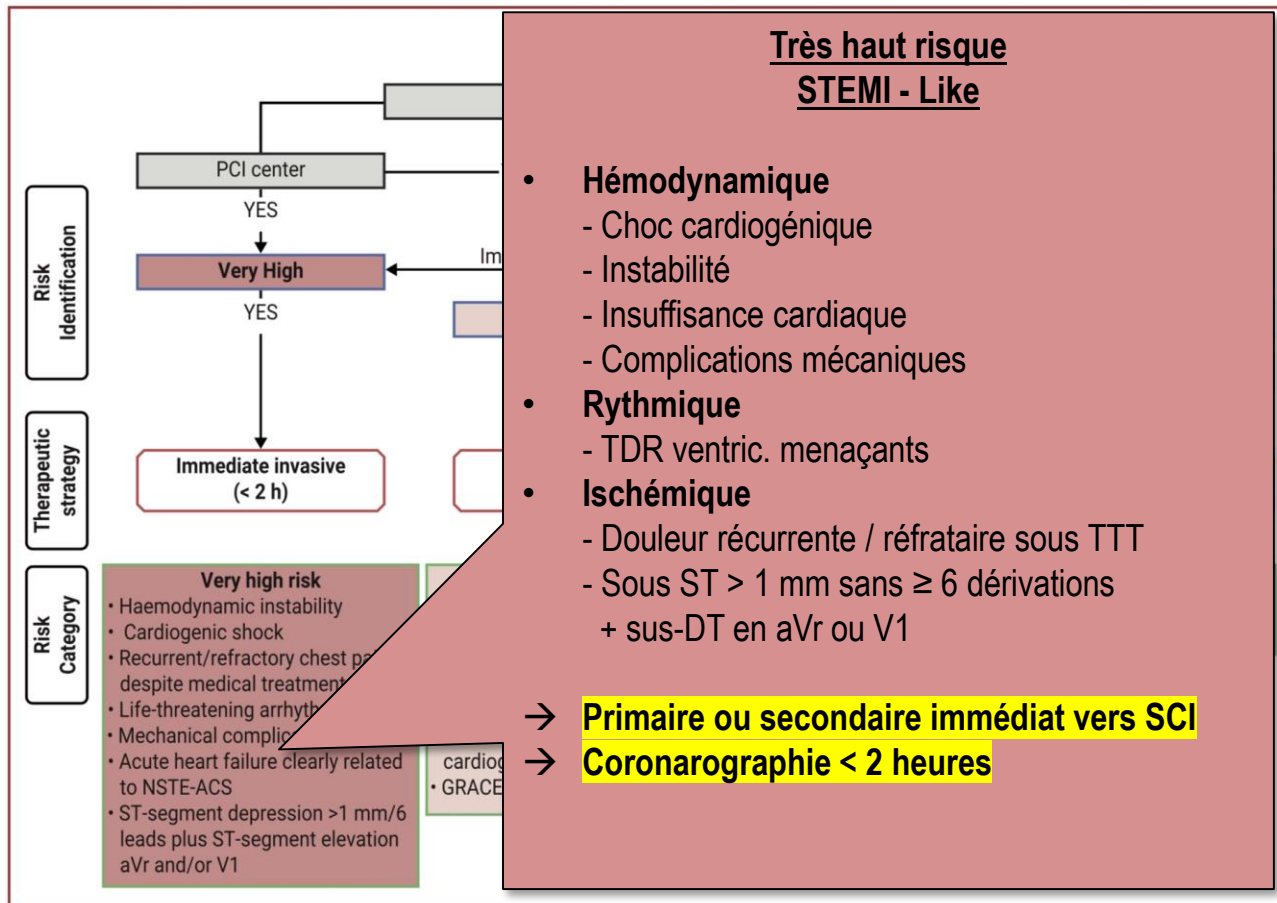 PCI center
YES
Very High
Im
YES
Risk
Identification
Therapeutic
strategy
Immediate invasive
(< 2 h)
Risk
Category
Very high risk
• Haemodynamic instability
• Cardiogenic shock
• Recurrent/refractory chest pa
despite medical treatment
• Life-threatening arrhyth
• Mechanical complic
• Acute heart failure clearly related
to NSTE-ACS
• ST-segment depression >1 mm/6
leads plus ST-segment elevation
aVr and/or V1
cardiog
• GRACE
Très haut risque
STEMI - Like
• Hémodynamique
- Choc cardiogénique
- Instabilité
- Insuffisance cardiaque
- Complications mécaniques
• Rythmique
- TDR ventric. menaçants
• Ischémique
- Douleur récurrente / réfrataire sous TTT
- Sous ST > 1 mm sans ≥ 6 dérivations
+ sus-DT en aVr ou V1
→ Primaire ou secondaire immédiat vers SCI
→ Coronarographie < 2 heures